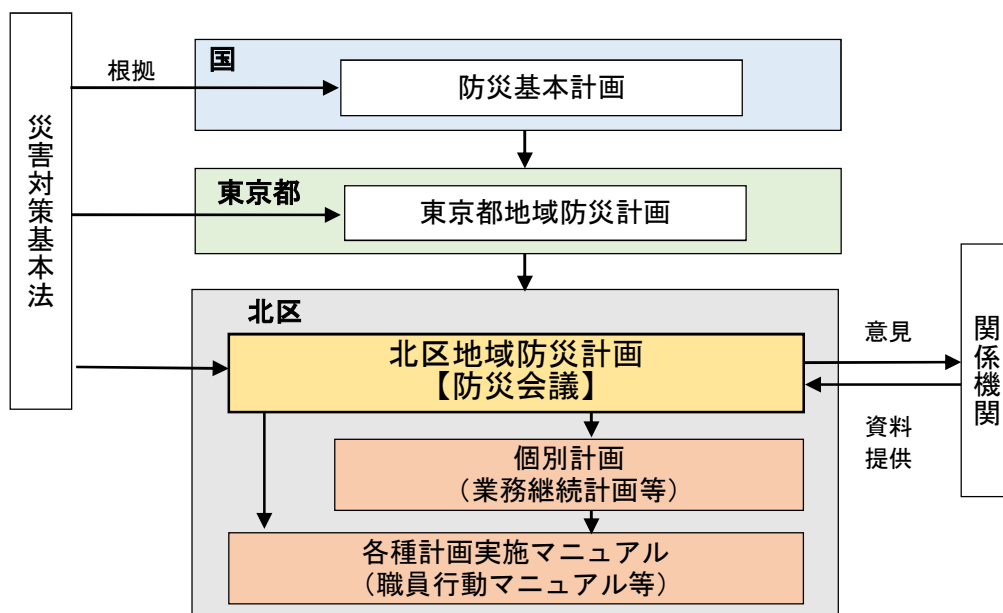 災害対策基本法
根拠
国
防災基本計画
東京都
東京都地域防災計画
北区
北区地域防災計画
【防災会議】
意見
関係機関
資料
提供
個別計画
（業務継続計画等）
各種計画実施マニュアル
（職員行動マニュアル等）